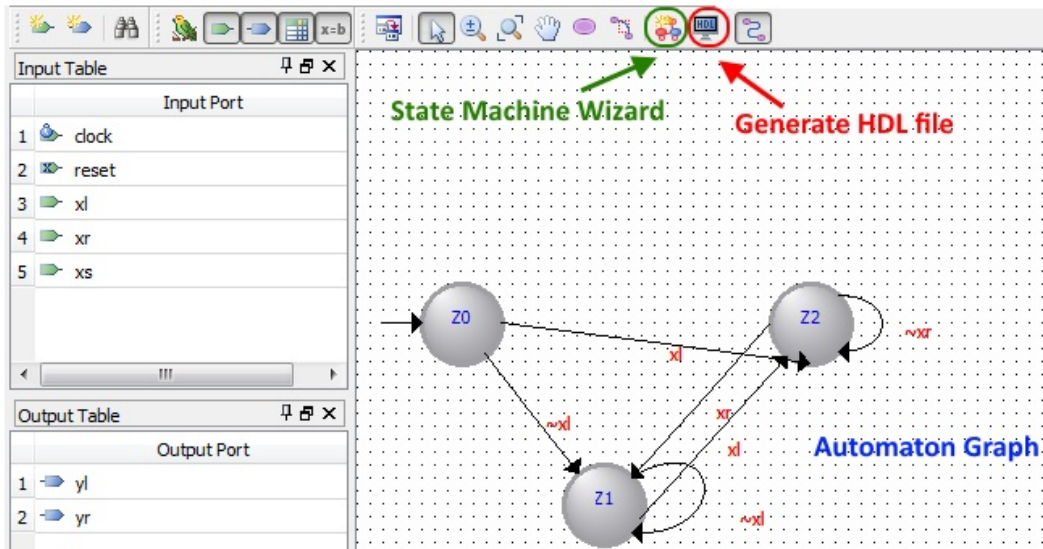 x=b
HDL
Input Table
Input Port
1 clock
2 reset
3 xl
4 xr
5 xs
Output Table
Output Port
1 yl
2 yr
State Machine Wizard
Generate HDL file
Z0
Z2
~xr
xl
~xl
xr
xl
Automaton Graph
Z1
~xl